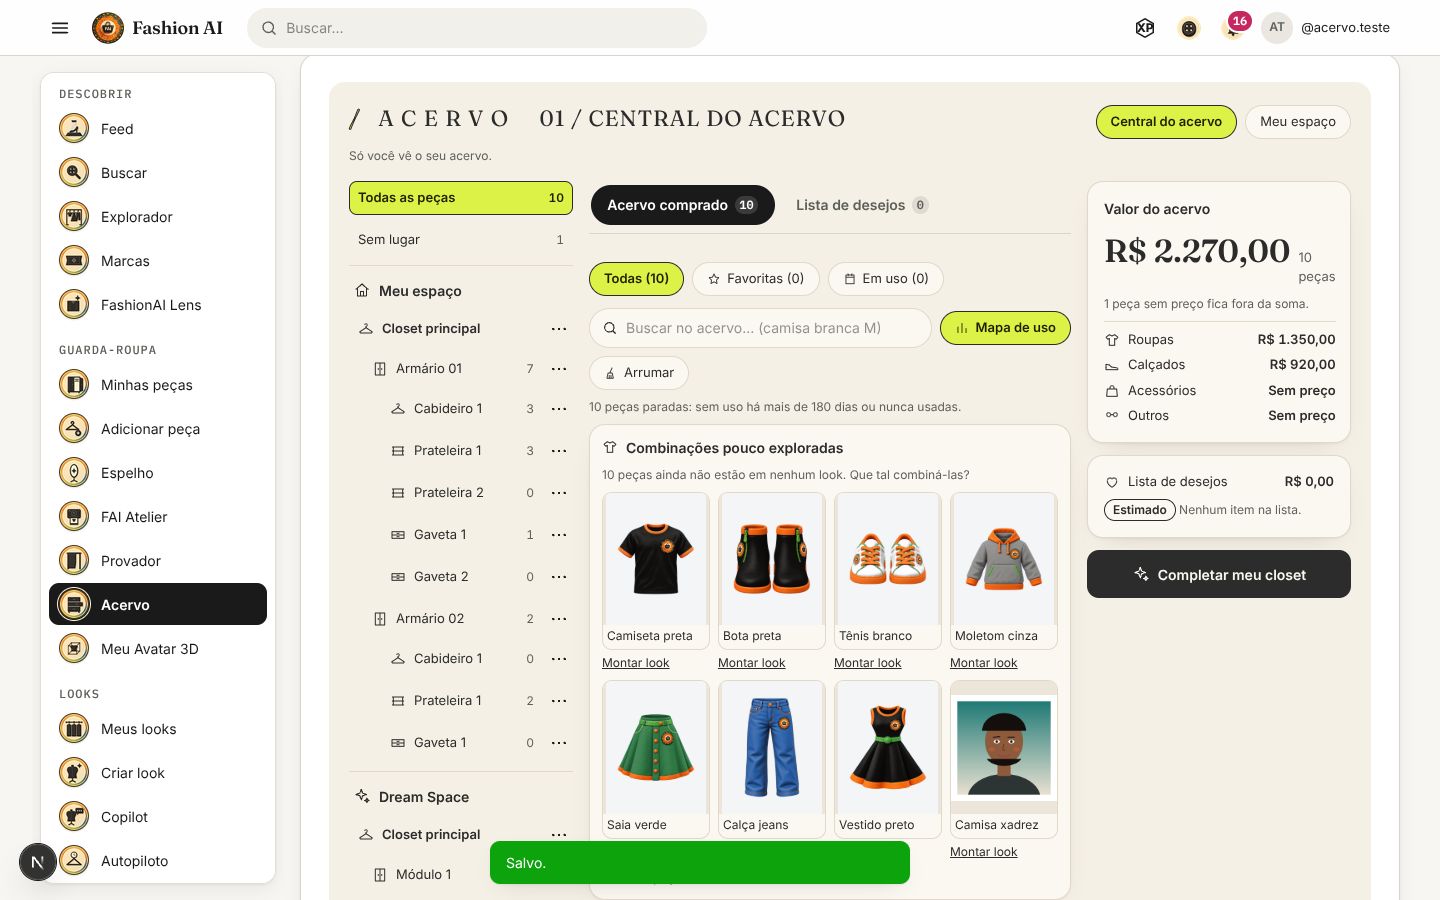 Fashion AI
Buscar...
XP
16
AT
@acervo.teste
DESCOBRIR
Feed
Buscar
Explorador
Marcas
FashionAI Lens
GUARDA-ROUPA
Minhas peças
Adicionar peça
Espelho
FAI Atelier
Provador
Acervo
Meu Avatar 3D
LOOKS
Meus looks
Criar look
Copilot
Autopiloto
N
/ ACERVO 01 / CENTRAL DO ACERVO
Central do acervo
Meu espaço
Só você vê o seu acervo.
Todas as peças 10
Sem lugar 1
Meu espaço
Closet principal ...
Armário 01 7 ...
Cabideiro 1 3 ...
Prateleira 1 3 ...
Prateleira 2 0 ...
Gaveta 1 1 ...
Gaveta 2 0 ...
Armário 02 2 ...
Cabideiro 1 0 ...
Prateleira 1 2 ...
Gaveta 1 0 ...
Dream Space
Closet principal ...
Módulo 1
Acervo comprado 10
Lista de desejos 0
Todas (10)
Favoritas (0)
Em uso (0)
Buscar no acervo... (camisa branca M)
Mapa de uso
Arrumar
10 peças paradas: sem uso há mais de 180 dias ou nunca usadas.
Combinações pouco exploradas
10 peças ainda não estão em nenhum look. Que tal combiná-las?
Camiseta preta
Bota preta
Tênis branco
Moletom cinza
Montar look
Montar look
Montar look
Montar look
Saia verde
Calça jeans
Vestido preto
Camisa xadrez
Montar look
Salvo.
Valor do acervo
R$ 2.270,00 10
peças
1 peça sem preço fica fora da soma.
Roupas R$ 1.350,00
Calçados R$ 920,00
Acessórios Sem preço
Outros Sem preço
Lista de desejos R$ 0,00
Estimado Nenhum item na lista.
Completar meu closet